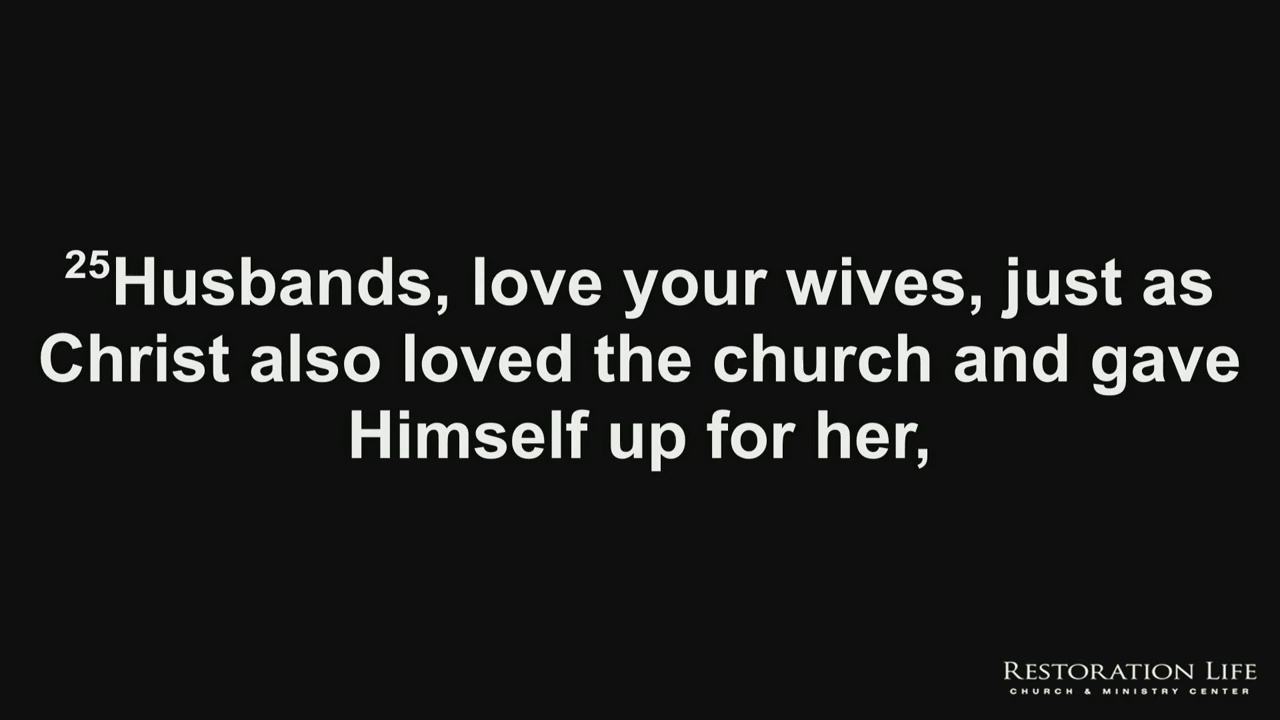 25Husbands, love your wives, just as
Christ also loved the church and gave
Himself up for her,
RESTORATION LIFE
CHURCH & MINISTRY CENTER